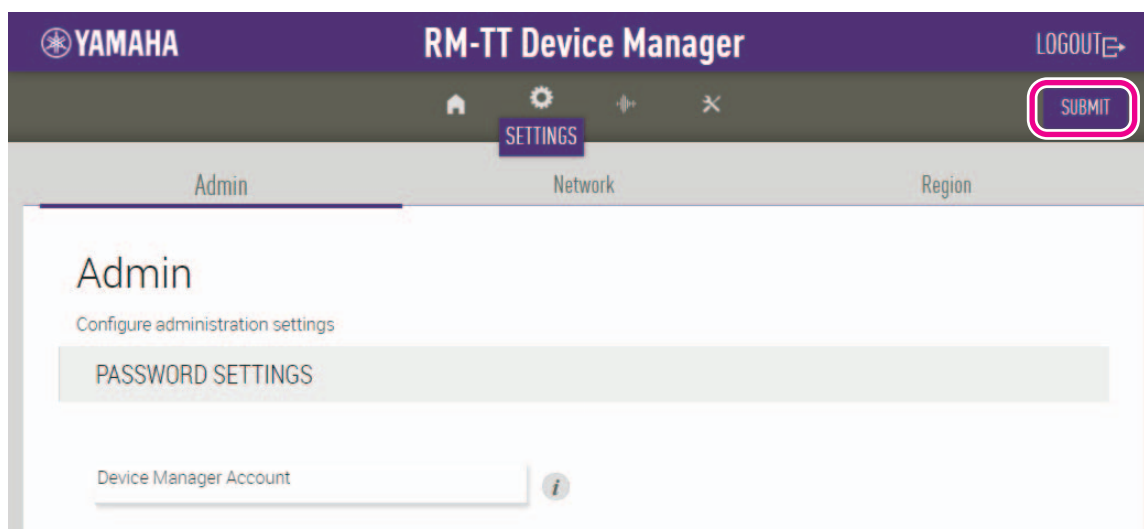 YAMAHA RM-TT Device Manager LOGOUT
SUBMIT
SETTINGS
Admin Network Region
Admin
Configure administration settings
PASSWORD SETTINGS
Device Manager Account i